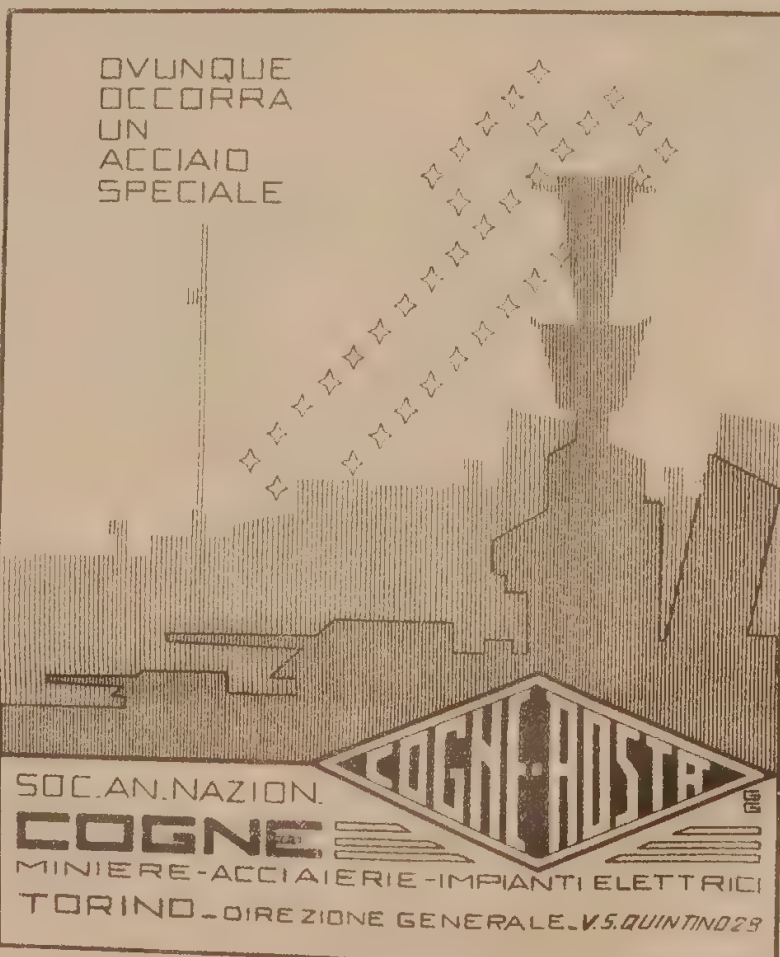 OVUNQUE
OCCORRA
UN
ACCIAIO
SPECIALE
COGNE-AOSTA
SOC.AN.NAZION.
COGNE
MINIERE-ACCIAIERIE-IMPIANTI ELETTRICI
TORINO-DIREZIONE GENERALE-V.S.QUINTINO 28